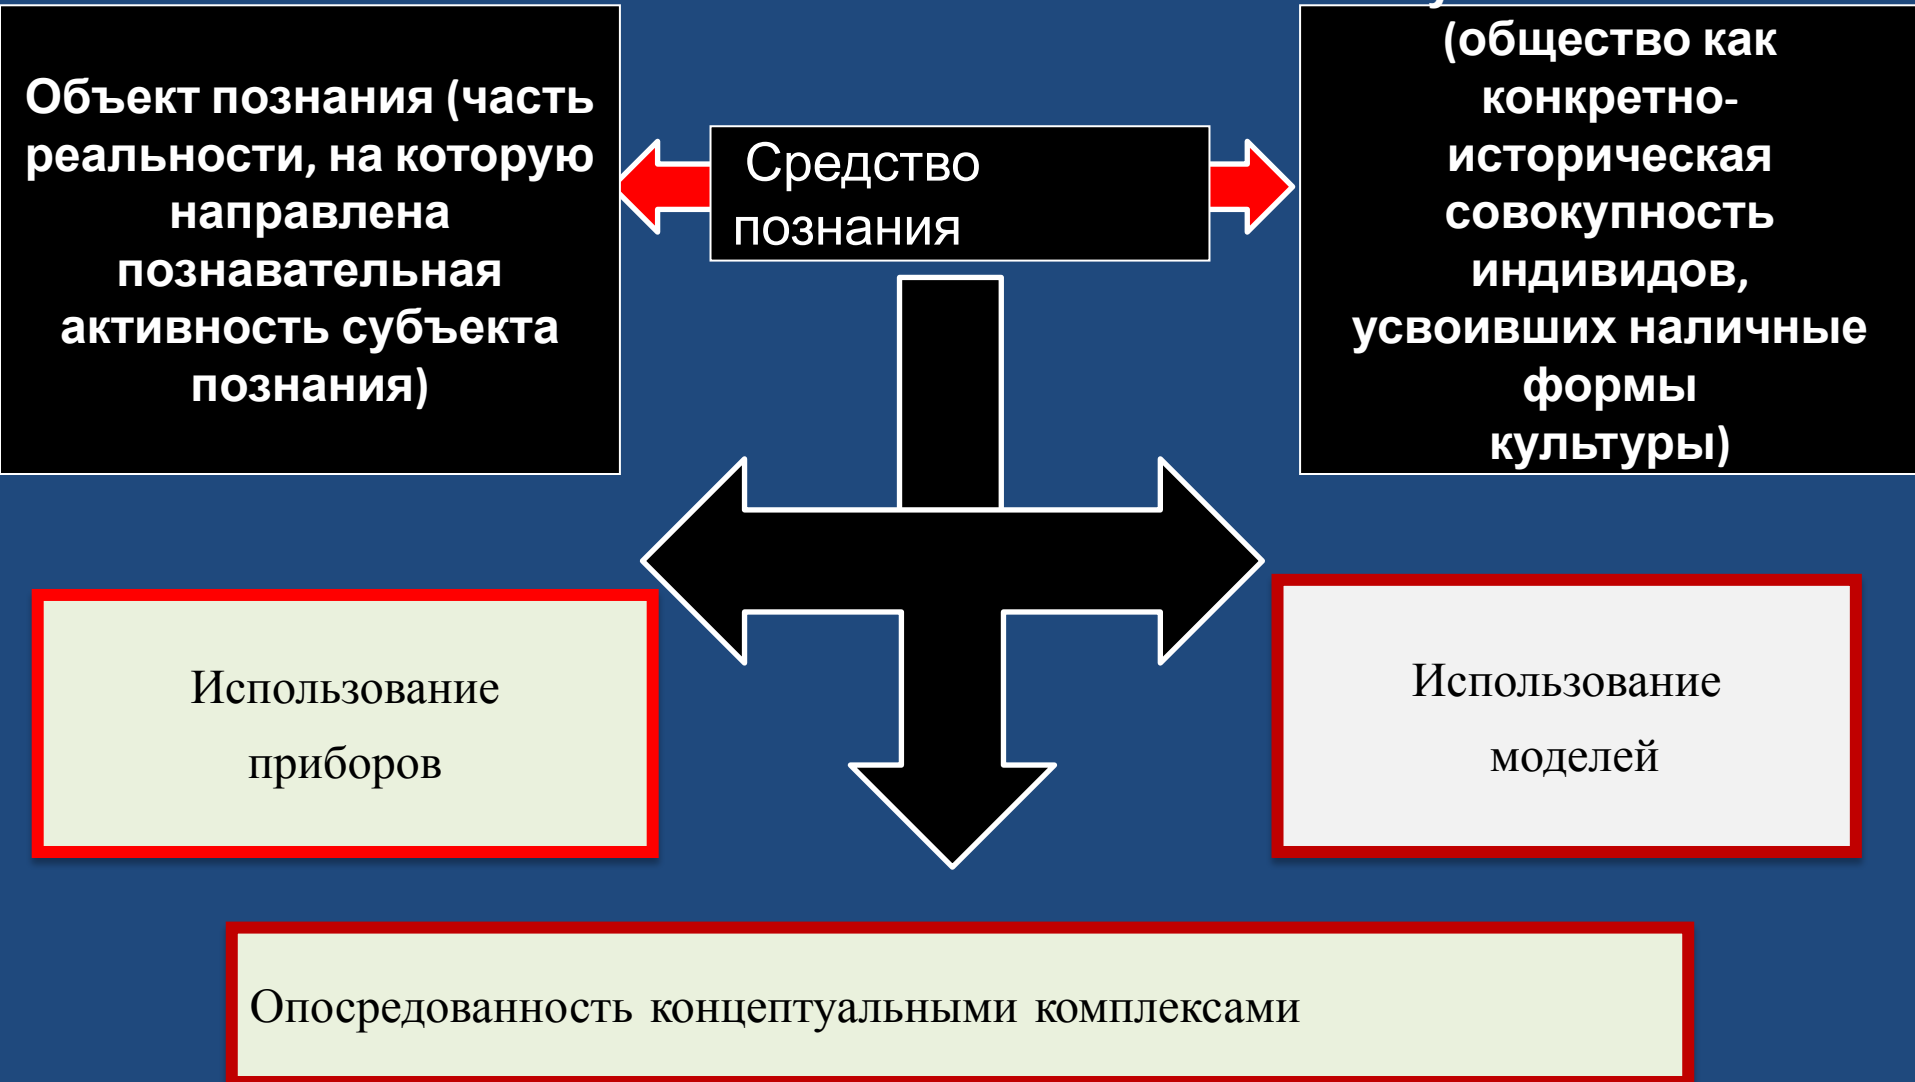 Объект познания (часть
реальности, на которую
направлена
познавательная
активность субъекта
познания)
Средство
познания
(общество как
конкретно-
историческая
совокупность
индивидов,
усвоивших наличные
формы
культуры)
Использование
приборов
Использование
моделей
Опосредованность концептуальными комплексами